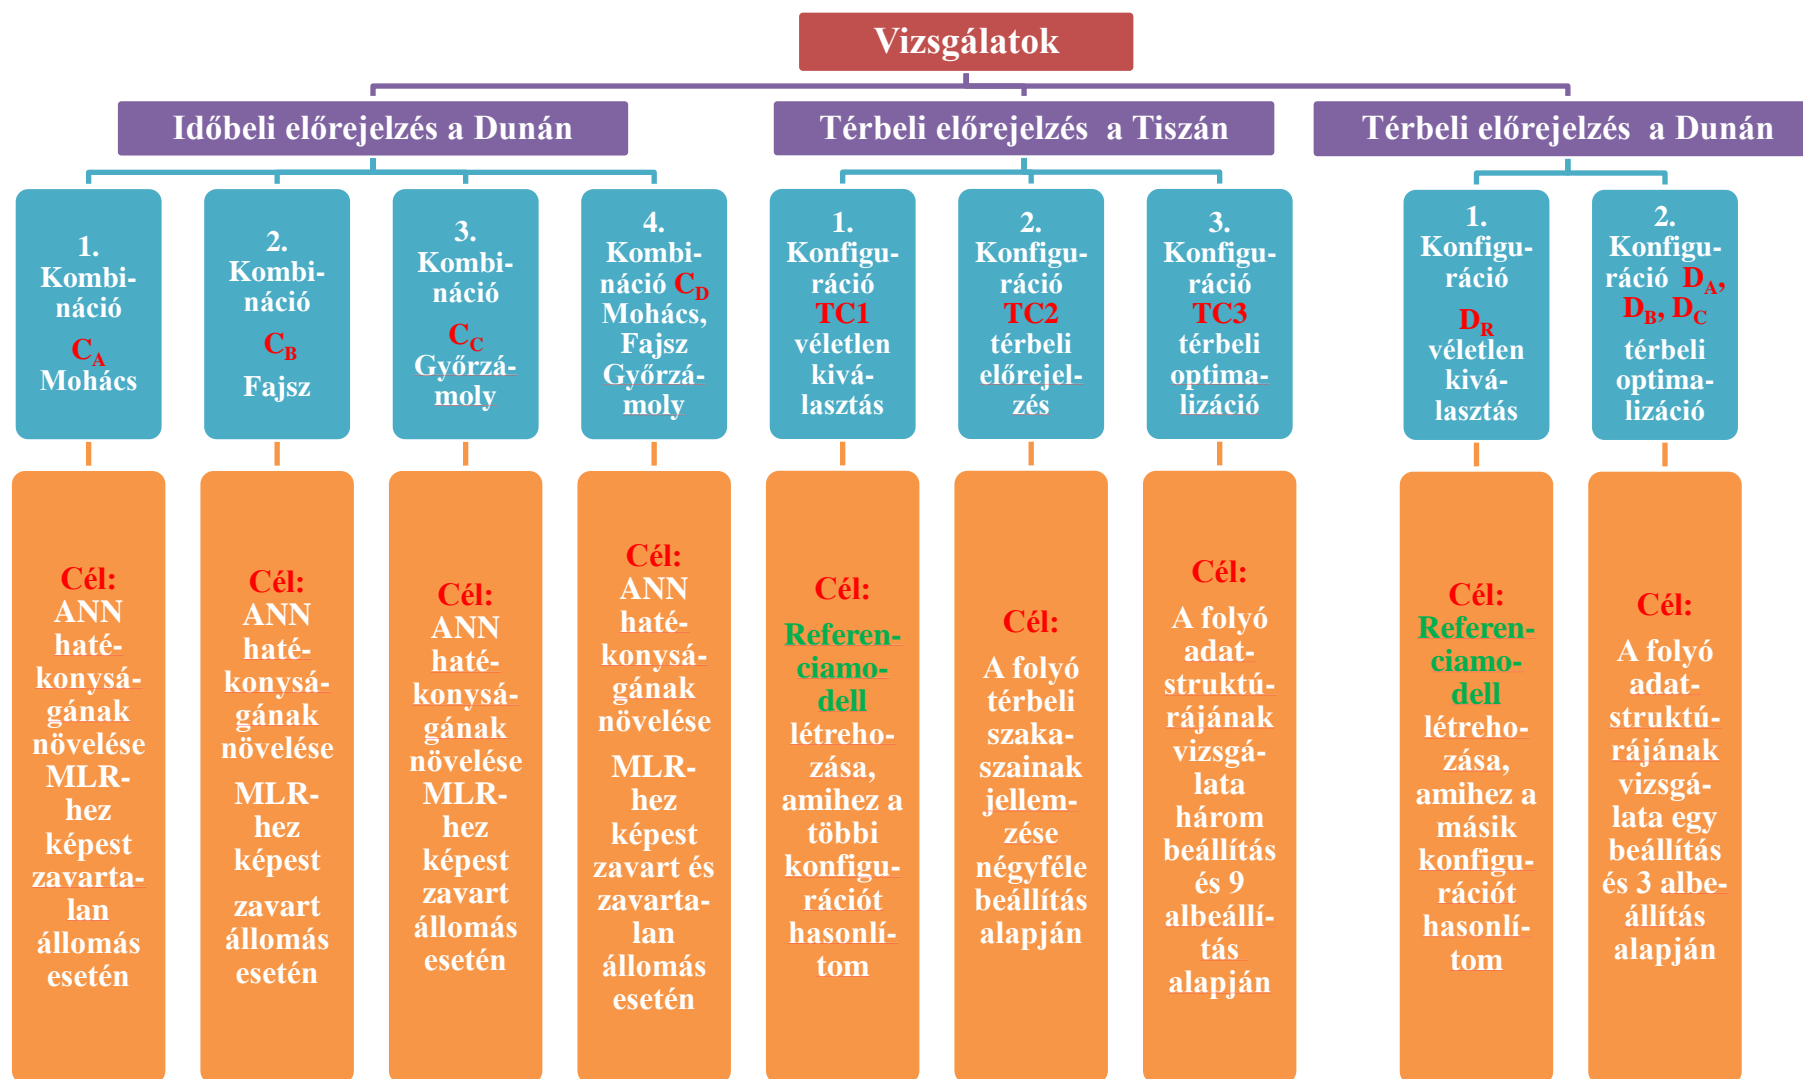 Vizsgálatok
Időbeli előrejelzés a Dunán
Térbeli előrejelzés a Tiszán
Térbeli előrejelzés a Dunán
1.
Kombi-
náció
C_A
Mohács
2.
Kombi-
náció
C_B
Fajsz
3.
Kombi-
náció
C_C
Győrzá-
moly
4.
Kombi-
náció C_D
Mohács,
Fajsz
Győrzá-
moly
1.
Konfigu-
ráció
TC1
véletlen
kivá-
lasztás
2.
Konfigu-
ráció
TC2
térbeli
előrejel-
zés
3.
Konfigu-
ráció
TC3
térbeli
optima-
lizáció
1.
Konfigu-
ráció
D_R
véletlen
kivá-
lasztás
2.
Konfigu-
ráció D_A,
D_B, D_C
térbeli
optima-
lizáció
Cél:
ANN
haté-
konysá-
gának
növelése
MLR-
hez
képest
zavarta-
lan
állomás
esetén
Cél:
ANN
haté-
konysá-
gának
növelése
MLR-
hez
képest
zavart
állomás
esetén
Cél:
ANN
haté-
konysá-
gának
növelése
MLR-
hez
képest
zavart
állomás
esetén
Cél:
ANN
haté-
konysá-
gának
növelése
MLR-
hez
képest
zavart és
zavarta-
lan
állomás
esetén
Cél:
Referen-
ciamo-
dell
létreho-
zása,
amihez a
többi
konfigu-
rációt
hasonlí-
tom
Cél:
A folyó
térbeli
szaka-
szainak
jellem-
zése
négyféle
beállítás
alapján
Cél:
A folyó
adat-
struktú-
rájának
vizsgá-
lata
három
beállítás
és 9
albeállí-
tás
alapján
Cél:
Referen-
ciamo-
dell
létreho-
zása,
amihez a
másik
konfigu-
rációt
hasonlí-
tom
Cél:
A folyó
adat-
struktú-
rájának
vizsgá-
lata egy
beállítás
és 3 albe-
állítás
alapján